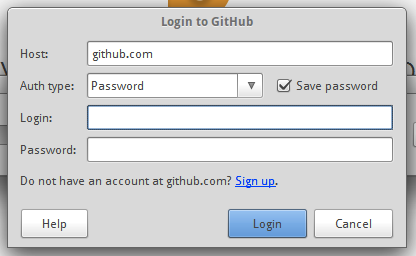 Login to GitHub
Host: github.com
Auth type: Password Save password
Login:
Password:
Do not have an account at github.com? Sign up.
Help Login Cancel